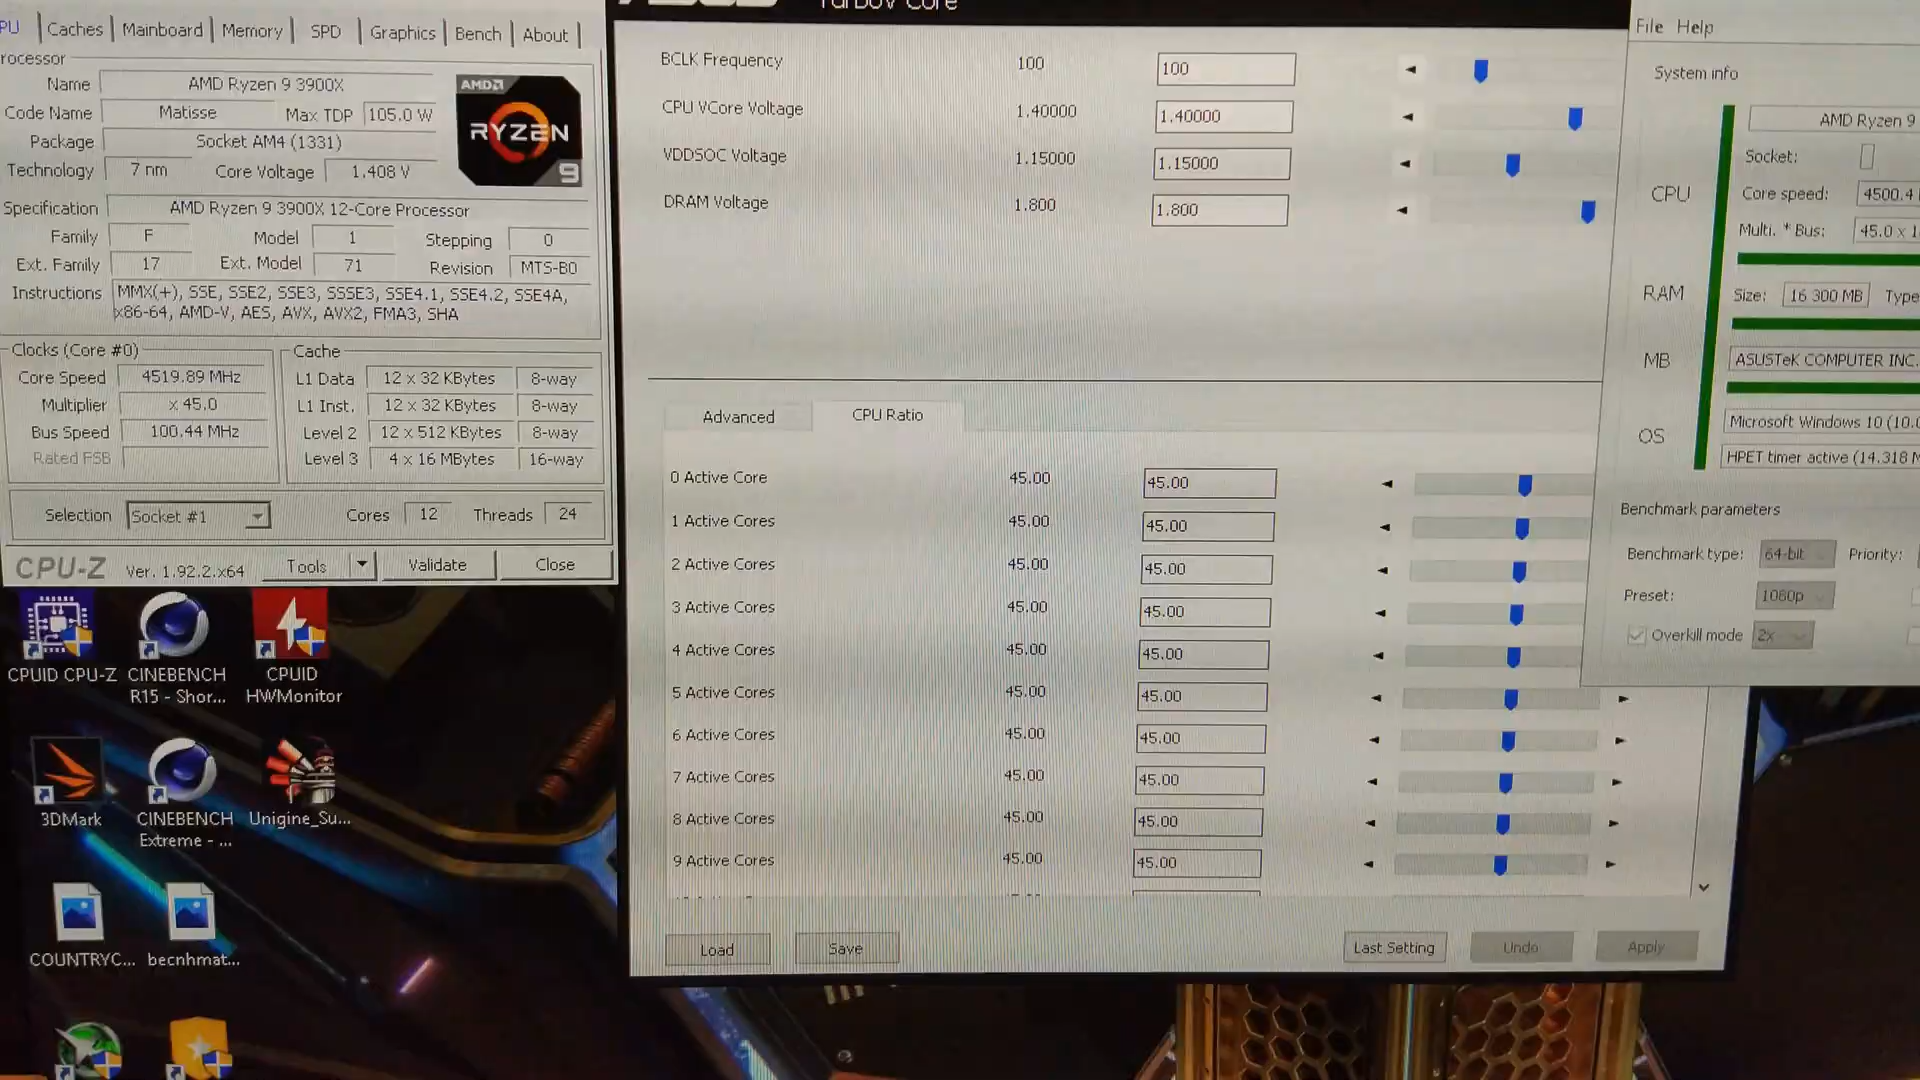 PU Caches Mainboard Memory SPD Graphics Bench About
rocessor
Name AMD Ryzen 9 3900X
Code Name Matisse Max TDP 105.0 W
Package Socket AM4 (1331)
Technology 7 nm Core Voltage 1.408 V
AMD
RYZEN
9
Specification AMD Ryzen 9 3900X 12-Core Processor
Family F Model 1 Stepping 0
Ext. Family 17 Ext. Model 71 Revision MTS-B0
Instructions MMX(+), SSE, SSE2, SSE3, SSSE3, SSE4.1, SSE4.2, SSE4A,
x86-64, AMD-V, AES, AVX, AVX2, FMA3, SHA
Clocks (Core #0)
Core Speed 4519.89 MHz
Multiplier x 45.0
Bus Speed 100.44 MHz
Rated FSB
Cache
L1 Data 12 x 32 KBytes 8-way
L1 Inst. 12 x 32 KBytes 8-way
Level 2 12 x 512 KBytes 8-way
Level 3 4 x 16 MBytes 16-way
Selection Socket #1 Cores 12 Threads 24
CPU-Z Ver. 1.92.2.x64 Tools Validate Close
CPUID CPU-Z
CINEBENCH
R15 - Shor...
CPUID
HWMonitor
3DMark
CINEBENCH
Extreme - ...
Unigine_Su...
COUNTRYC...
becnhmat...
TurboV Core
BCLK Frequency 100 100
CPU VCore Voltage 1.40000 1.40000
VDDSOC Voltage 1.15000 1.15000
DRAM Voltage 1.800 1.800
Advanced CPU Ratio
0 Active Core 45.00 45.00
1 Active Cores 45.00 45.00
2 Active Cores 45.00 45.00
3 Active Cores 45.00 45.00
4 Active Cores 45.00 45.00
5 Active Cores 45.00 45.00
6 Active Cores 45.00 45.00
7 Active Cores 45.00 45.00
8 Active Cores 45.00 45.00
9 Active Cores 45.00 45.00
Load Save Last Setting Undo Apply
File Help
System info
CPU
AMD Ryzen 9
Socket:
Core speed: 4500.4
Multi. * Bus: 45.0 x 1
RAM Size: 16 300 MB Type
MB ASUSTeK COMPUTER INC.
OS Microsoft Windows 10 (10.0
HPET timer active (14.318 M
Benchmark parameters
Benchmark type: 64-bit Priority:
Preset: 1080p
Overkill mode 2x